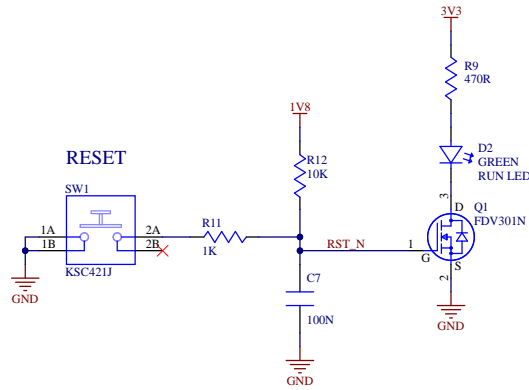 3V3
R9
470R
1V8
D2
GREEN
RUN LED
RESET
R12
10K
SW1
3
D
Q1
FDV301N
1A
2A
R11
1B
2B
1K
RST_N
1
G
S
KSC421J
C7
2
GND
100N
GND
GND